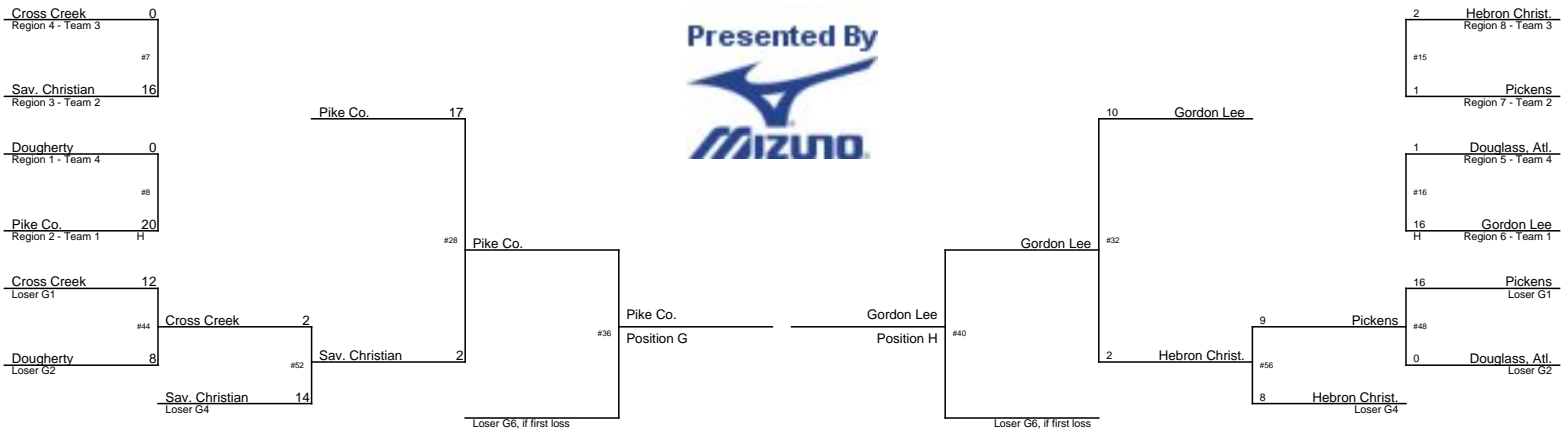 Cross Creek 0
Region 4 - Team 3
#7
Sav. Christian 16
Region 3 - Team 2
Dougherty 0
Region 1 - Team 4
#8
Pike Co. 20
Region 2 - Team 1 H
Cross Creek 12
Loser G1
#44
Dougherty 8
Loser G2
Cross Creek 2
#52
Sav. Christian 14
Loser G4
Pike Co. 17
#28
Sav. Christian 2
Pike Co.
#36
Loser G6, if first loss
Pike Co.
Position G
Presented By
MIZUNO
Gordon Lee
Position H
Gordon Lee
#40
Loser G6, if first loss
10 Gordon Lee
#32
2 Hebron Christ.
9 Pickens
#56
8 Hebron Christ.
Loser G4
2 Hebron Christ.
Region 8 - Team 3
#15
1 Pickens
Region 7 - Team 2
1 Douglass, Atl.
Region 5 - Team 4
#16
16 Gordon Lee
H Region 6 - Team 1
16 Pickens
Loser G1
#48
0 Douglass, Atl.
Loser G2